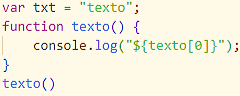 var txt = "texto";
function texto() {
    console.log("${texto[0]}");
}
texto()